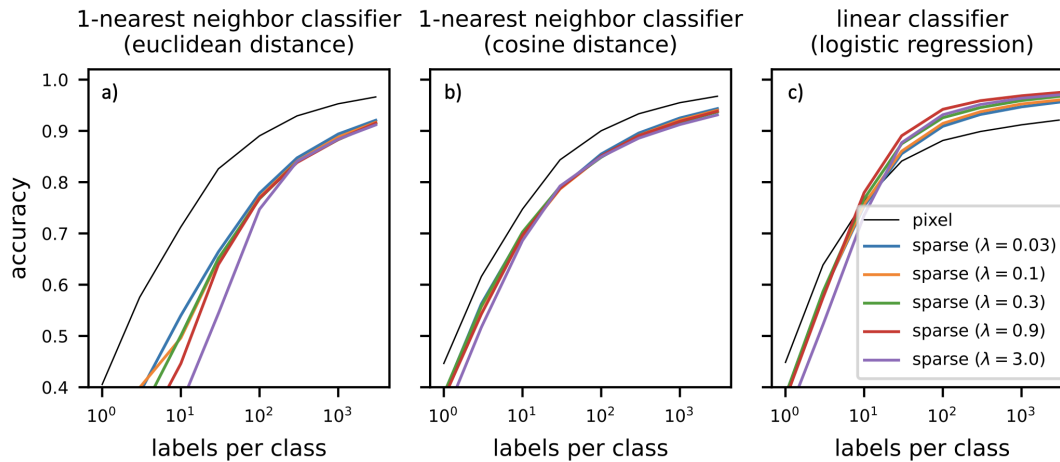 1-nearest neighbor classifier
(euclidean distance)
1-nearest neighbor classifier
(cosine distance)
linear classifier
(logistic regression)
a)
b)
c)
accuracy
1.0
0.9
0.8
0.7
0.6
0.5
0.4
10⁰ 10¹ 10² 10³
10⁰ 10¹ 10² 10³
10⁰ 10¹ 10² 10³
labels per class
labels per class
labels per class
pixel
sparse (λ = 0.03)
sparse (λ = 0.1)
sparse (λ = 0.3)
sparse (λ = 0.9)
sparse (λ = 3.0)